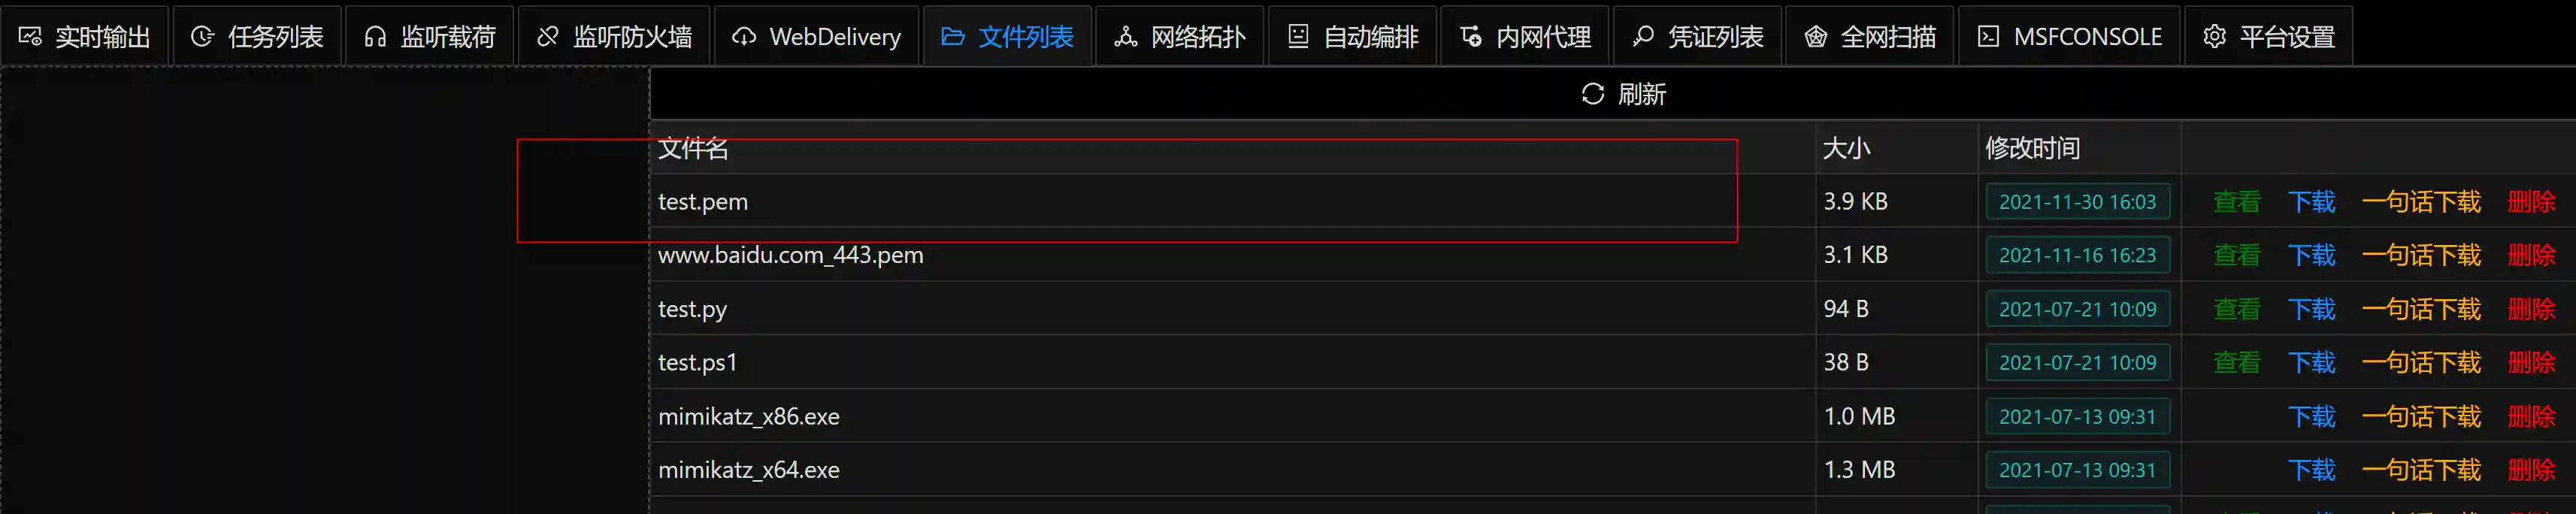 实时输出 任务列表 监听载荷 监听防火墙 WebDelivery 文件列表 网络拓扑 自动编排 内网代理 凭证列表 全网扫描 MSFCONSOLE 平台设置
刷新
文件名 大小 修改时间
test.pem 3.9 KB 2021-11-30 16:03 查看 下载 一句话下载 删除
www.baidu.com_443.pem 3.1 KB 2021-11-16 16:23 查看 下载 一句话下载 删除
test.py 94 B 2021-07-21 10:09 查看 下载 一句话下载 删除
test.ps1 38 B 2021-07-21 10:09 查看 下载 一句话下载 删除
mimikatz_x86.exe 1.0 MB 2021-07-13 09:31 下载 一句话下载 删除
mimikatz_x64.exe 1.3 MB 2021-07-13 09:31 下载 一句话下载 删除